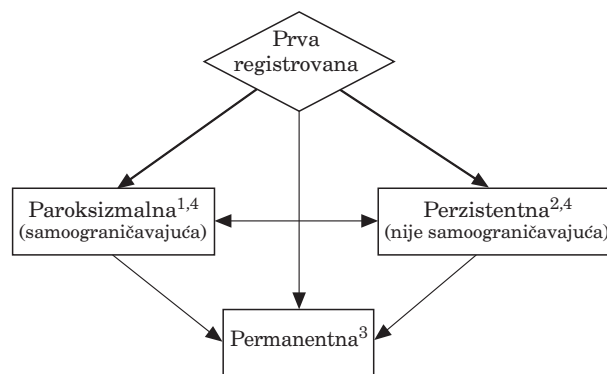 Prva
registrovana
Paroksizmalna1,4
(samoograničavajuća)
Perzistentna2,4
(nije samoograničavajuća)
Permanentna3